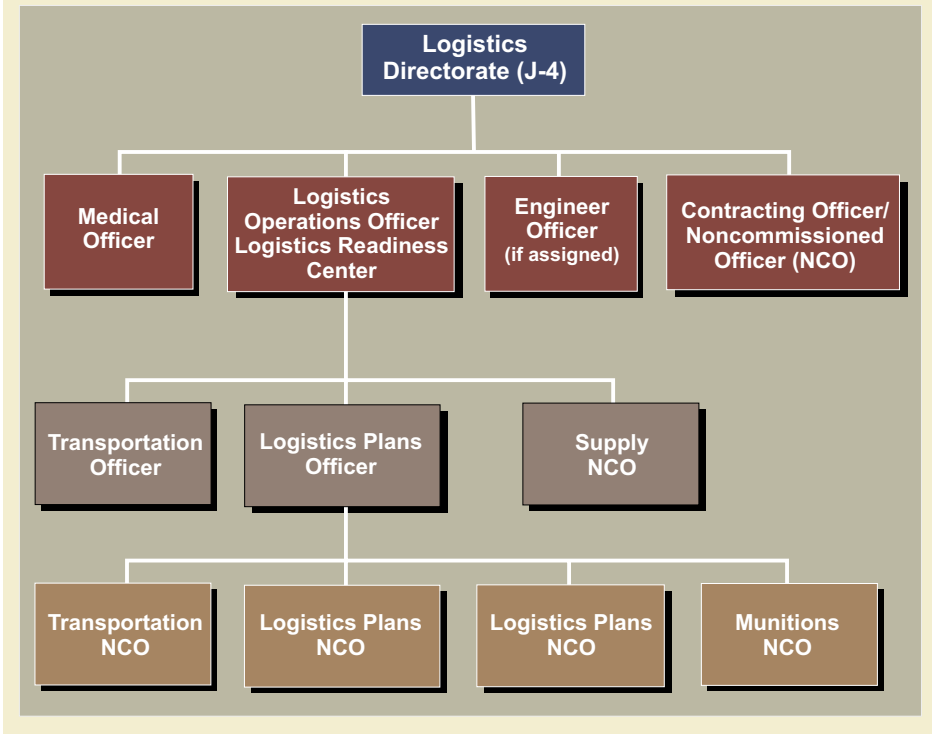 Logistics
Directorate (J-4)
Medical
Officer
Logistics
Operations Officer
Logistics Readiness
Center
Engineer
Officer
(if assigned)
Contracting Officer/
Noncommissioned
Officer (NCO)
Transportation
Officer
Logistics Plans
Officer
Supply
NCO
Transportation
NCO
Logistics Plans
NCO
Logistics Plans
NCO
Munitions
NCO